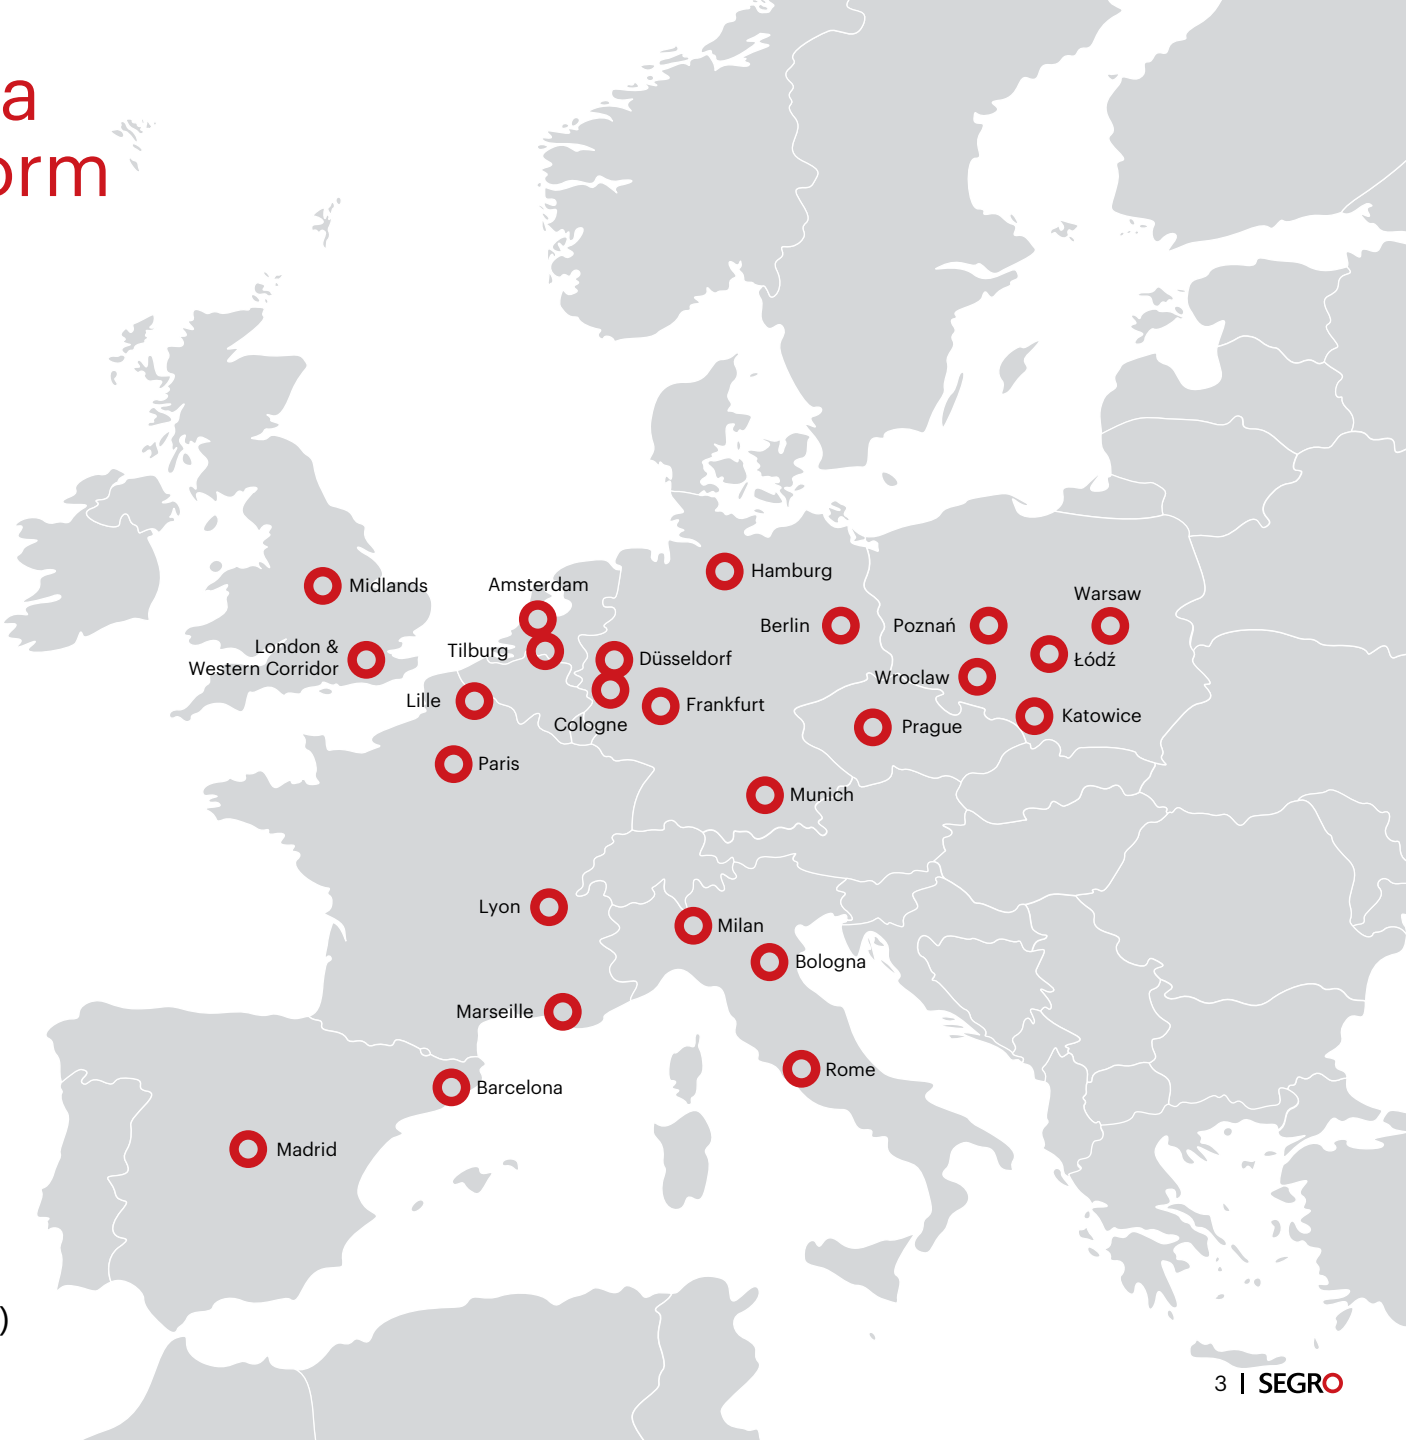 a
orm
Hamburg
Midlands
Amsterdam
Warsaw
Berlin
Poznań
London &
Western Corridor
Tilburg
Düsseldorf
Łódź
Wroclaw
Lille
Frankfurt
Cologne
Katowice
Prague
Paris
Munich
Lyon
Milan
Bologna
Marseille
Rome
Barcelona
Madrid
)
3 | SEGRO